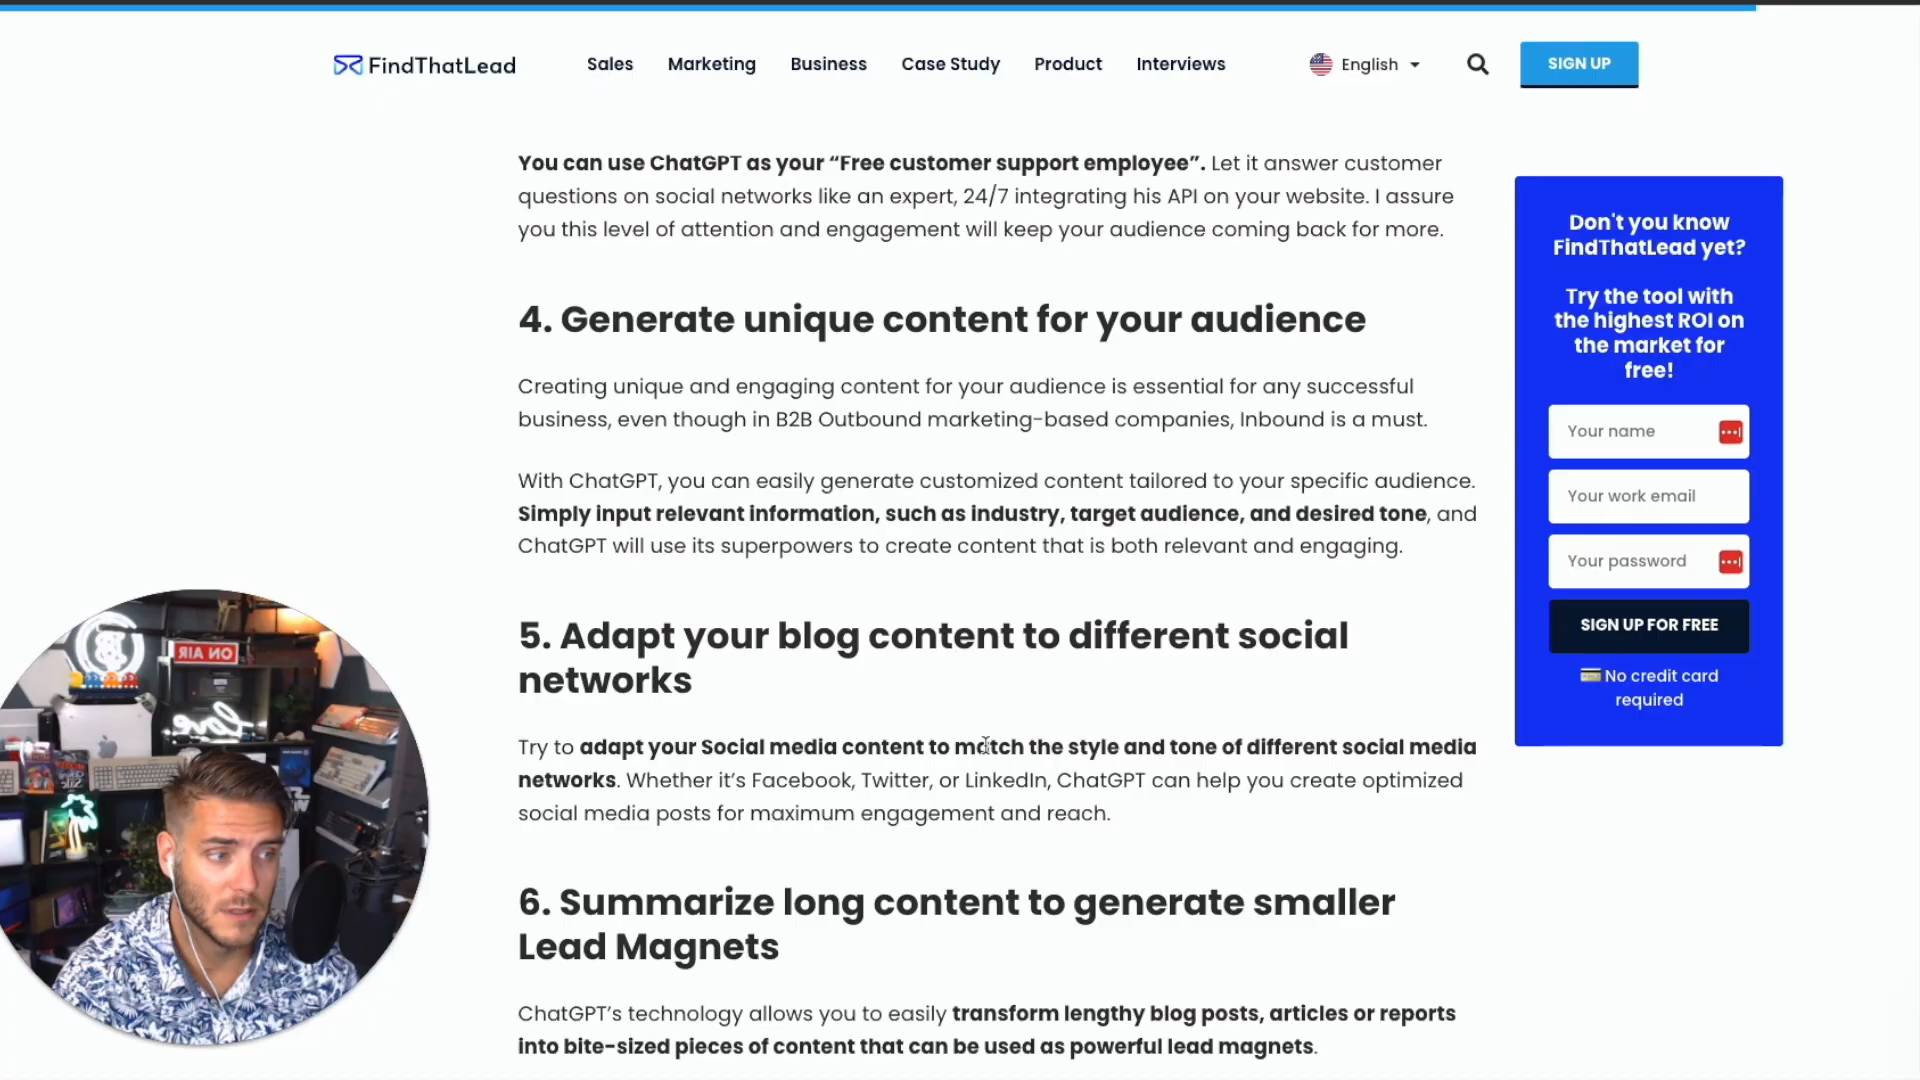 FindThatLead
Sales
Marketing
Business
Case Study
Product
Interviews
English
SIGN UP
You can use ChatGPT as your “Free customer support employee”. Let it answer customer
questions on social networks like an expert, 24/7 integrating his API on your website. I assure
you this level of attention and engagement will keep your audience coming back for more.
4. Generate unique content for your audience
Creating unique and engaging content for your audience is essential for any successful
business, even though in B2B Outbound marketing-based companies, Inbound is a must.
With ChatGPT, you can easily generate customized content tailored to your specific audience.
Simply input relevant information, such as industry, target audience, and desired tone, and
ChatGPT will use its superpowers to create content that is both relevant and engaging.
5. Adapt your blog content to different social
networks
Try to adapt your Social media content to match the style and tone of different social media
networks. Whether it’s Facebook, Twitter, or LinkedIn, ChatGPT can help you create optimized
social media posts for maximum engagement and reach.
6. Summarize long content to generate smaller
Lead Magnets
ChatGPT’s technology allows you to easily transform lengthy blog posts, articles or reports
into bite-sized pieces of content that can be used as powerful lead magnets.
Don't you know
FindThatLead yet?
Try the tool with
the highest ROI on
the market for
free!
Your name
Your work email
Your password
SIGN UP FOR FREE
No credit card
required
ON AIR
love.